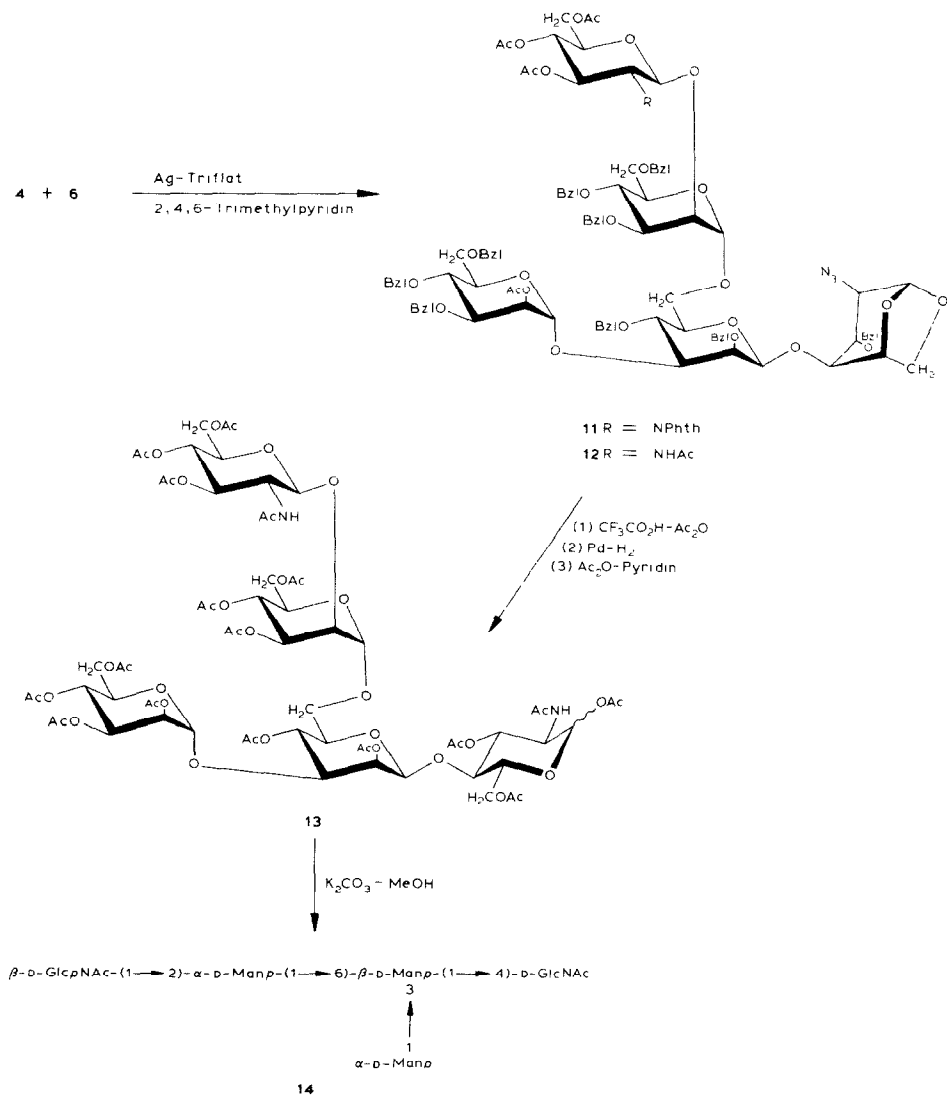 H₂COAc
AcO
AcO
O
O
R
4 + 6
Ag-Triflat
2,4,6-Trimethylpyridin
H₂COBzl
BzlO
BzlO
O
O
H₂COBzl
BzlO
BzlO
AcO
O
O
H₂C
BzlO
BzlO
O
O
N₃
O
O
OBzl
CH₂
11 R = NPhth
12 R = NHAc
(1) CF₃CO₂H-Ac₂O
(2) Pd-H₂
(3) Ac₂O-Pyridin
H₂COAc
AcO
AcO
AcNH
O
O
H₂COAc
AcO
AcO
O
O
H₂COAc
AcO
AcO
AcO
O
O
H₂C
AcO
AcO
O
O
AcNH
OAc
AcO
O
H₂COAc
13
K₂CO₃ – MeOH
β-D-GlcpNAc-(1⟶2)-α-D-Manp-(1⟶6)-β-D-Manp-(1⟶4)-D-GlcNAc
3
↑
1
α-D-Manp
14